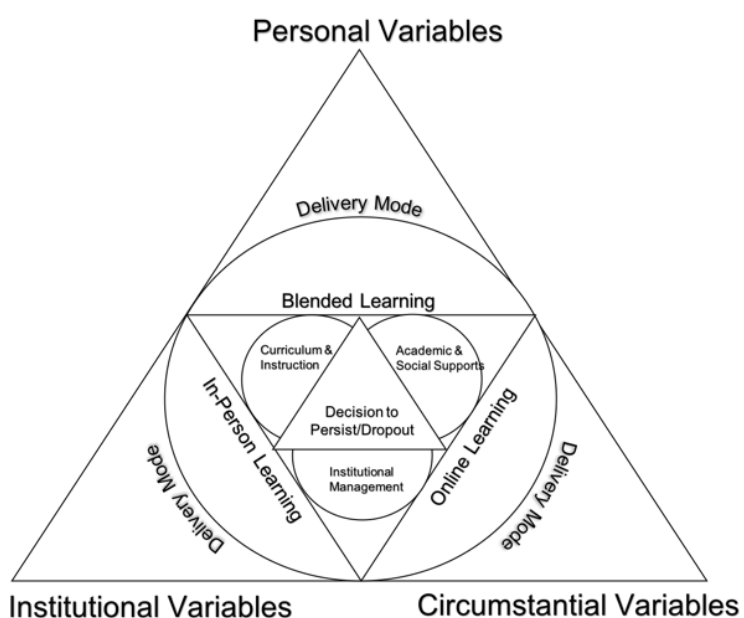 Personal Variables
Delivery Mode
Blended Learning
Curriculum &
Instruction
Academic &
Social Supports
In-Person Learning
Decision to
Persist/Dropout
Online Learning
Institutional
Management
Delivery Mode
Delivery Mode
Institutional Variables
Circumstantial Variables